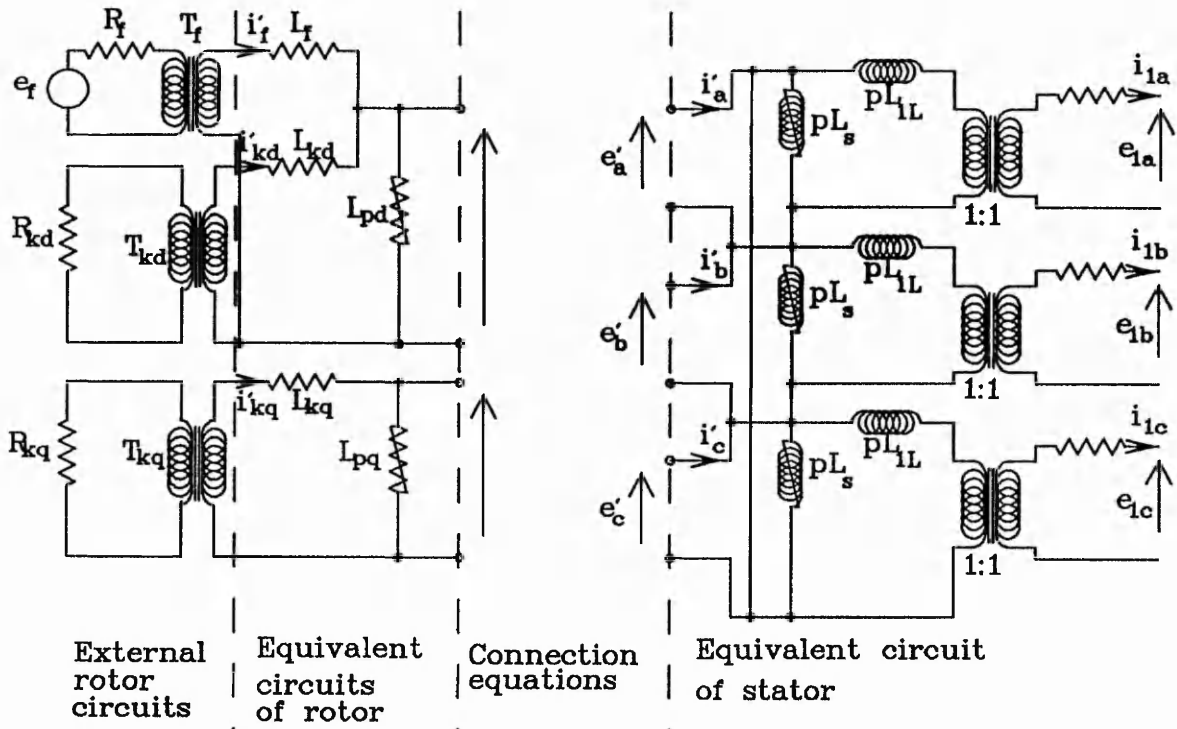 R_f
T_f
i'_f
L_f
e_f
i'_kd
L_kd
R_kd
T_kd
L_pd
i'_kq
L_kq
R_kq
T_kq
L_pq
i'_a
e'_a
pL_s
pL_1L
1:1
i_1a
e_1a
i'_b
e'_b
pL_s
pL_1L
1:1
i_1b
e_1b
i'_c
e'_c
pL_s
pL_1L
1:1
i_1c
e_1c
External
rotor
circuits
Equivalent
circuits
of rotor
Connection
equations
Equivalent circuit
of stator